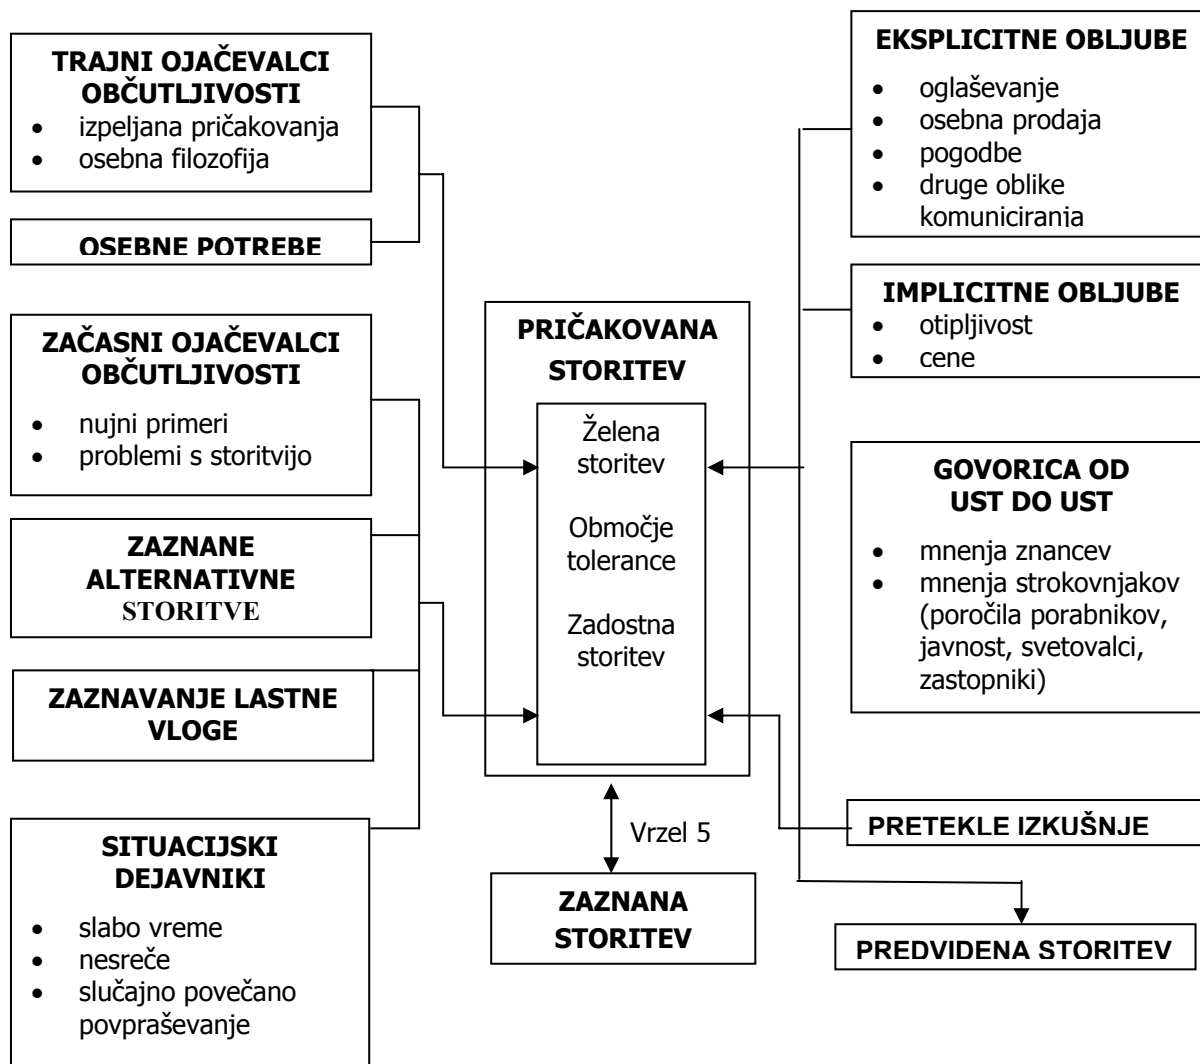 TRAJNI OJAČEVALCI
OBČUTLJIVOSTI
• izpeljana pričakovanja
• osebna filozofija
OSEBNE POTREBE
ZAČASNI OJAČEVALCI
OBČUTLJIVOSTI
• nujni primeri
• problemi s storitvijo
ZAZNANE
ALTERNATIVNE
STORITVE
ZAZNAVANJE LASTNE
VLOGE
SITUACIJSKI
DEJAVNIKI
• slabo vreme
• nesreče
• slučajno povečano
povpraševanje
PRIČAKOVANA
STORITEV
Želena
storitev
Območje
tolerance
Zadostna
storitev
Vrzel 5
ZAZNANA
STORITEV
EKSPLICITNE OBLJUBE
• oglaševanje
• osebna prodaja
• pogodbe
• druge oblike
komuniciranja
IMPLICITNE OBLJUBE
• otipljivost
• cene
GOVORICA OD
UST DO UST
• mnenja znancev
• mnenja strokovnjakov
(poročila porabnikov,
javnost, svetovalci,
zastopniki)
PRETEKLE IZKUŠNJE
PREDVIDENA STORITEV